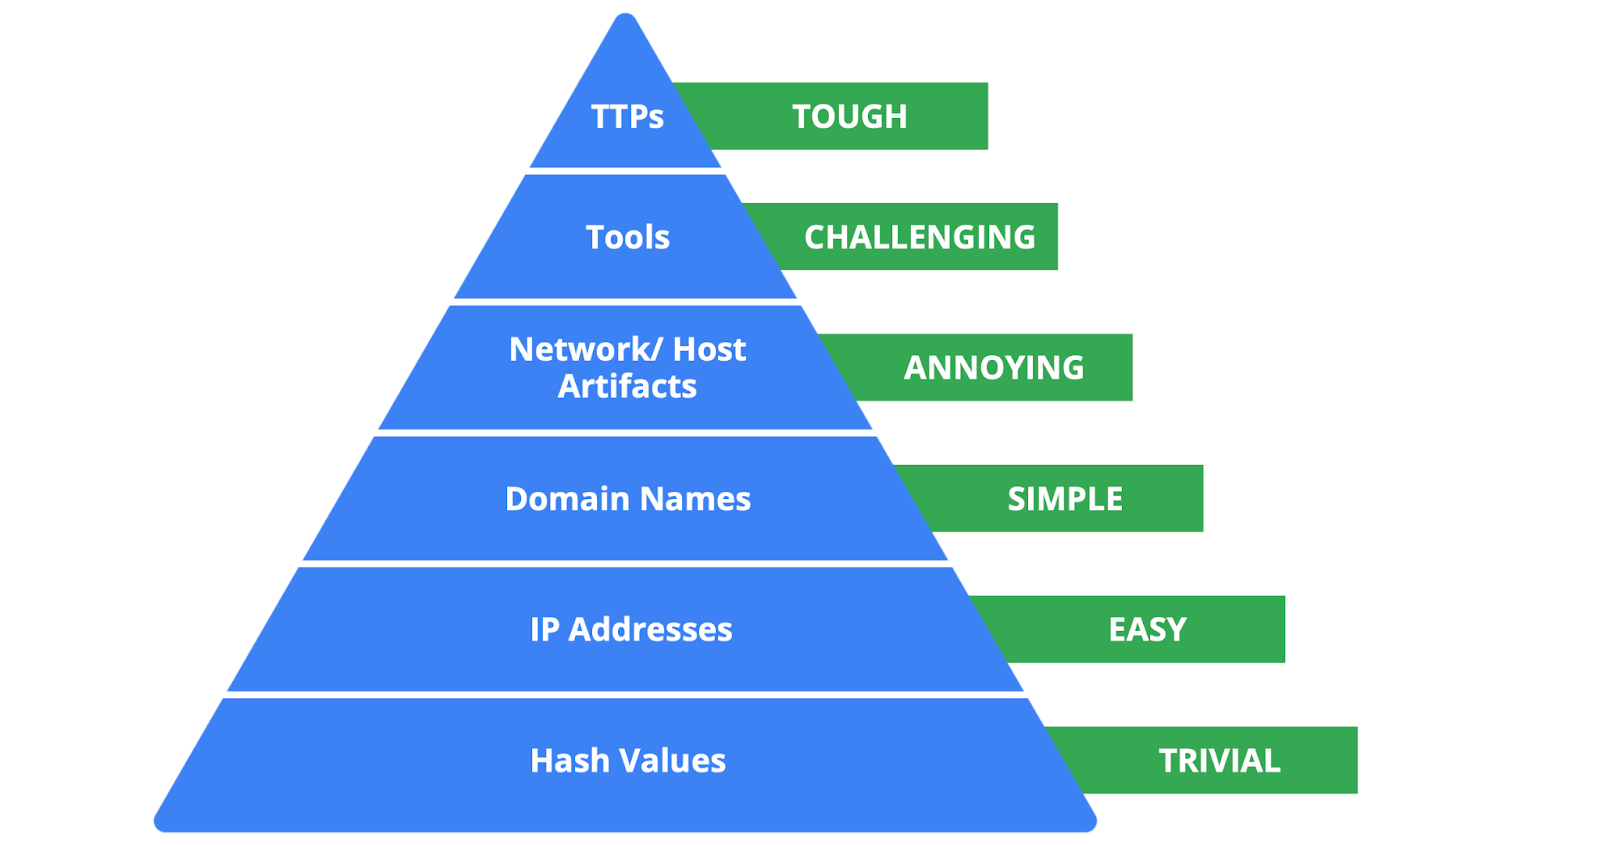 TTPs
TOUGH
Tools
CHALLENGING
Network/ Host
Artifacts
ANNOYING
Domain Names
SIMPLE
IP Addresses
EASY
Hash Values
TRIVIAL